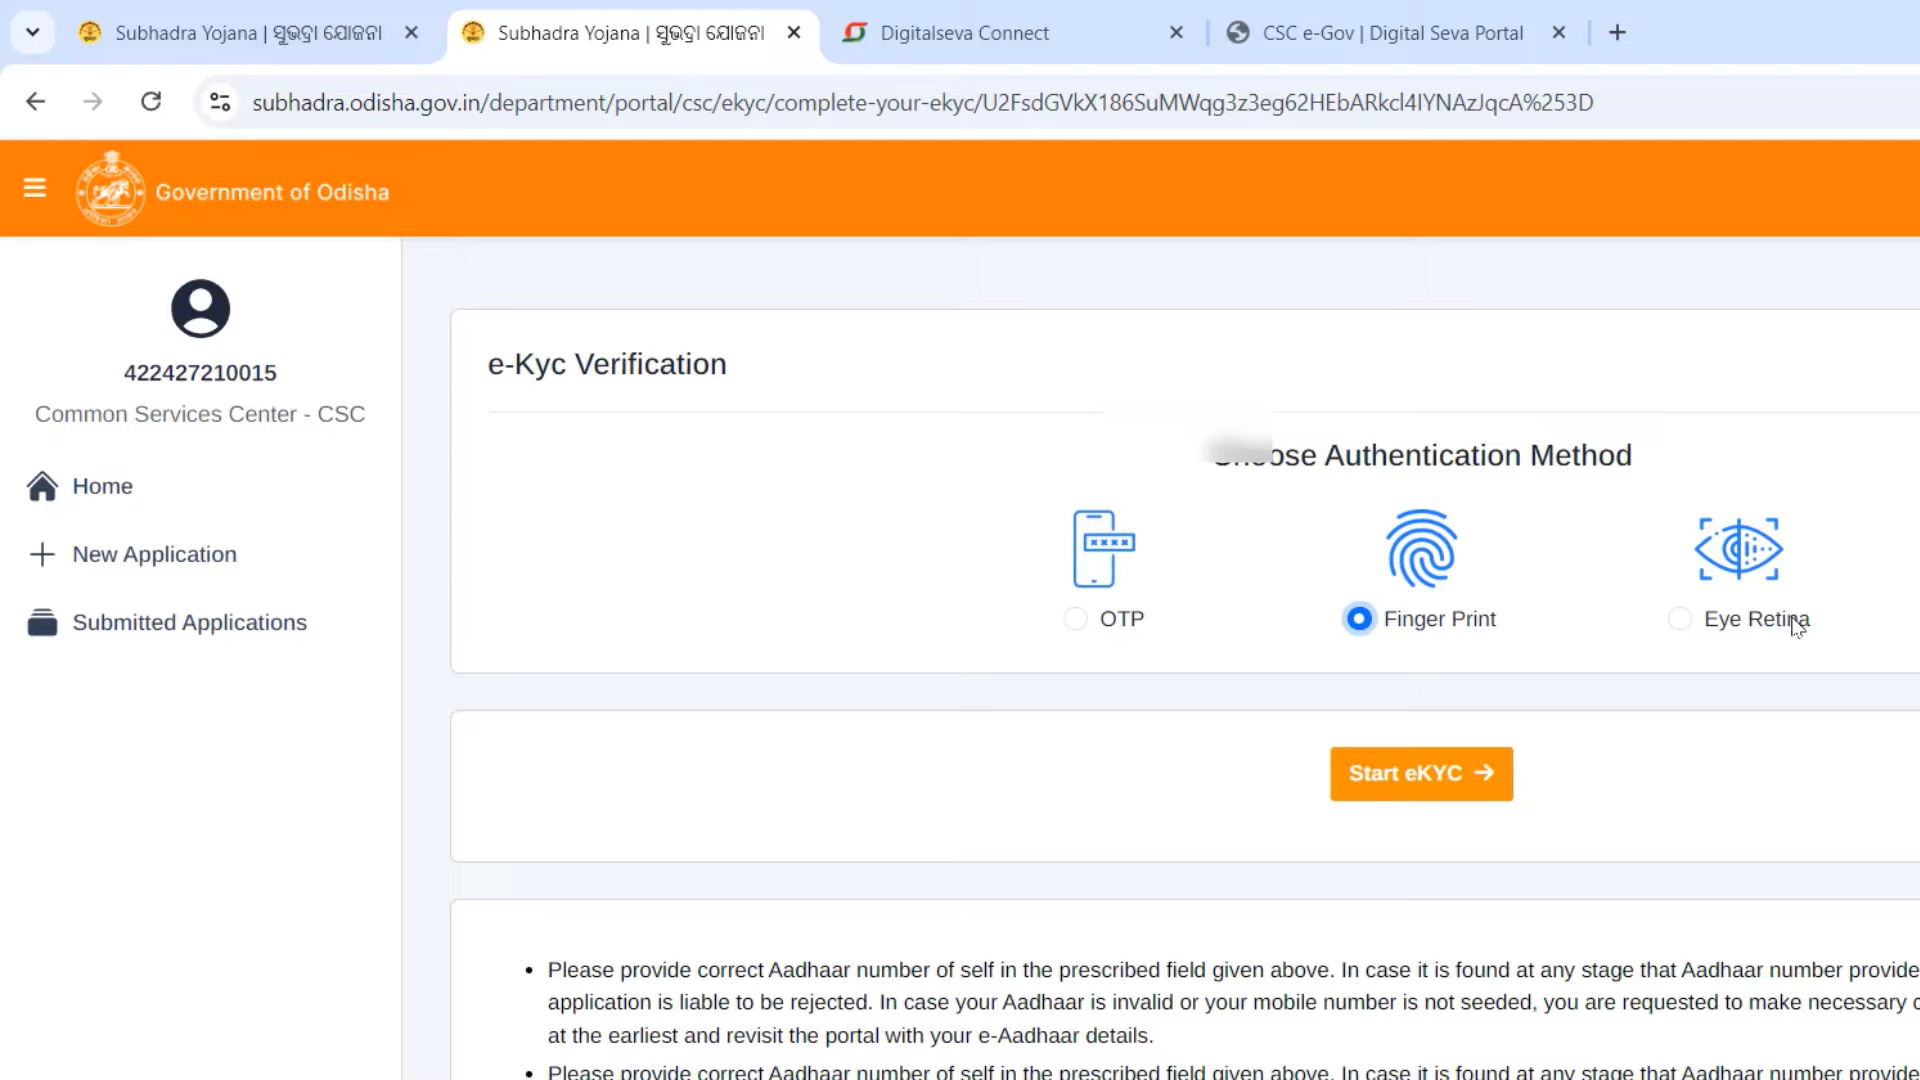 Subhadra Yojana | ସୁଭଦ୍ରା ଯୋଜନା
Subhadra Yojana | ସୁଭଦ୍ରା ଯୋଜନା
Digitalseva Connect
CSC e-Gov | Digital Seva Portal
subhadra.odisha.gov.in/department/portal/csc/ekyc/complete-your-ekyc/U2FsdGVkX186SuMWqg3z3eg62HEbARkcl4IYNAzJqcA%253D
Government of Odisha
422427210015
Common Services Center - CSC
Home
New Application
Submitted Applications
e-Kyc Verification
Choose Authentication Method
OTP
Finger Print
Eye Retina
Start eKYC
Please provide correct Aadhaar number of self in the prescribed field given above. In case it is found at any stage that Aadhaar number provide
application is liable to be rejected. In case your Aadhaar is invalid or your mobile number is not seeded, you are requested to make necessary c
at the earliest and revisit the portal with your e-Aadhaar details.
Please provide correct Aadhaar number of self in the prescribed field given above. In case it is found at any stage that Aadhaar number provide